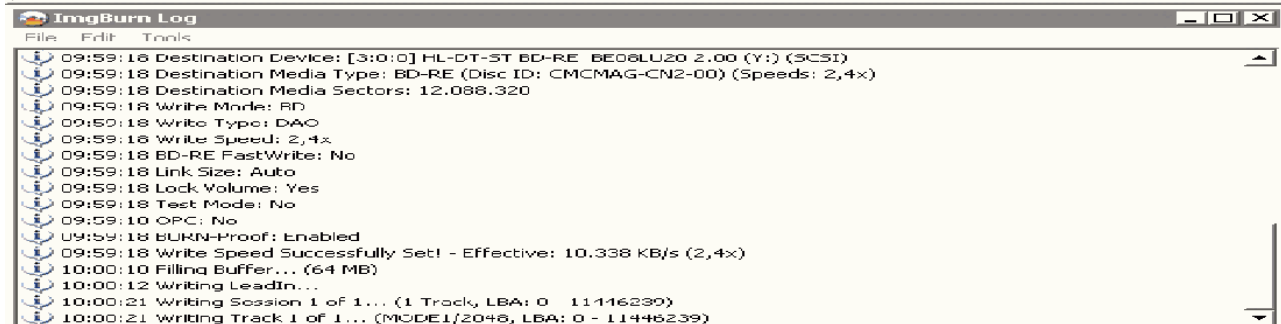 ImgBurn Log
File Edit Tools
09:59:18 Destination Device: [3:0:0] HL-DT-ST BD-RE BE08LU20 2.00 (Y:) (SCSI)
09:59:18 Destination Media Type: BD-RE (Disc ID: CMCMAG-CN2-00) (Speeds: 2,4x)
09:59:18 Destination Media Sectors: 12.088.320
09:59:18 Write Mode: BD
09:59:18 Write Type: DAO
09:59:18 Write Speed: 2,4x
09:59:18 BD-RE FastWrite: No
09:59:18 Link Size: Auto
09:59:18 Lock Volume: Yes
09:59:18 Test Mode: No
09:59:18 OPC: No
09:59:18 BURN-Proof: Enabled
09:59:18 Write Speed Successfully Set! - Effective: 10.338 KB/s (2,4x)
10:00:10 Filling Buffer... (64 MB)
10:00:12 Writing LeadIn...
10:00:21 Writing Session 1 of 1... (1 Track, LBA: 0 - 11446239)
10:00:21 Writing Track 1 of 1... (MODE1/2048, LBA: 0 - 11446239)